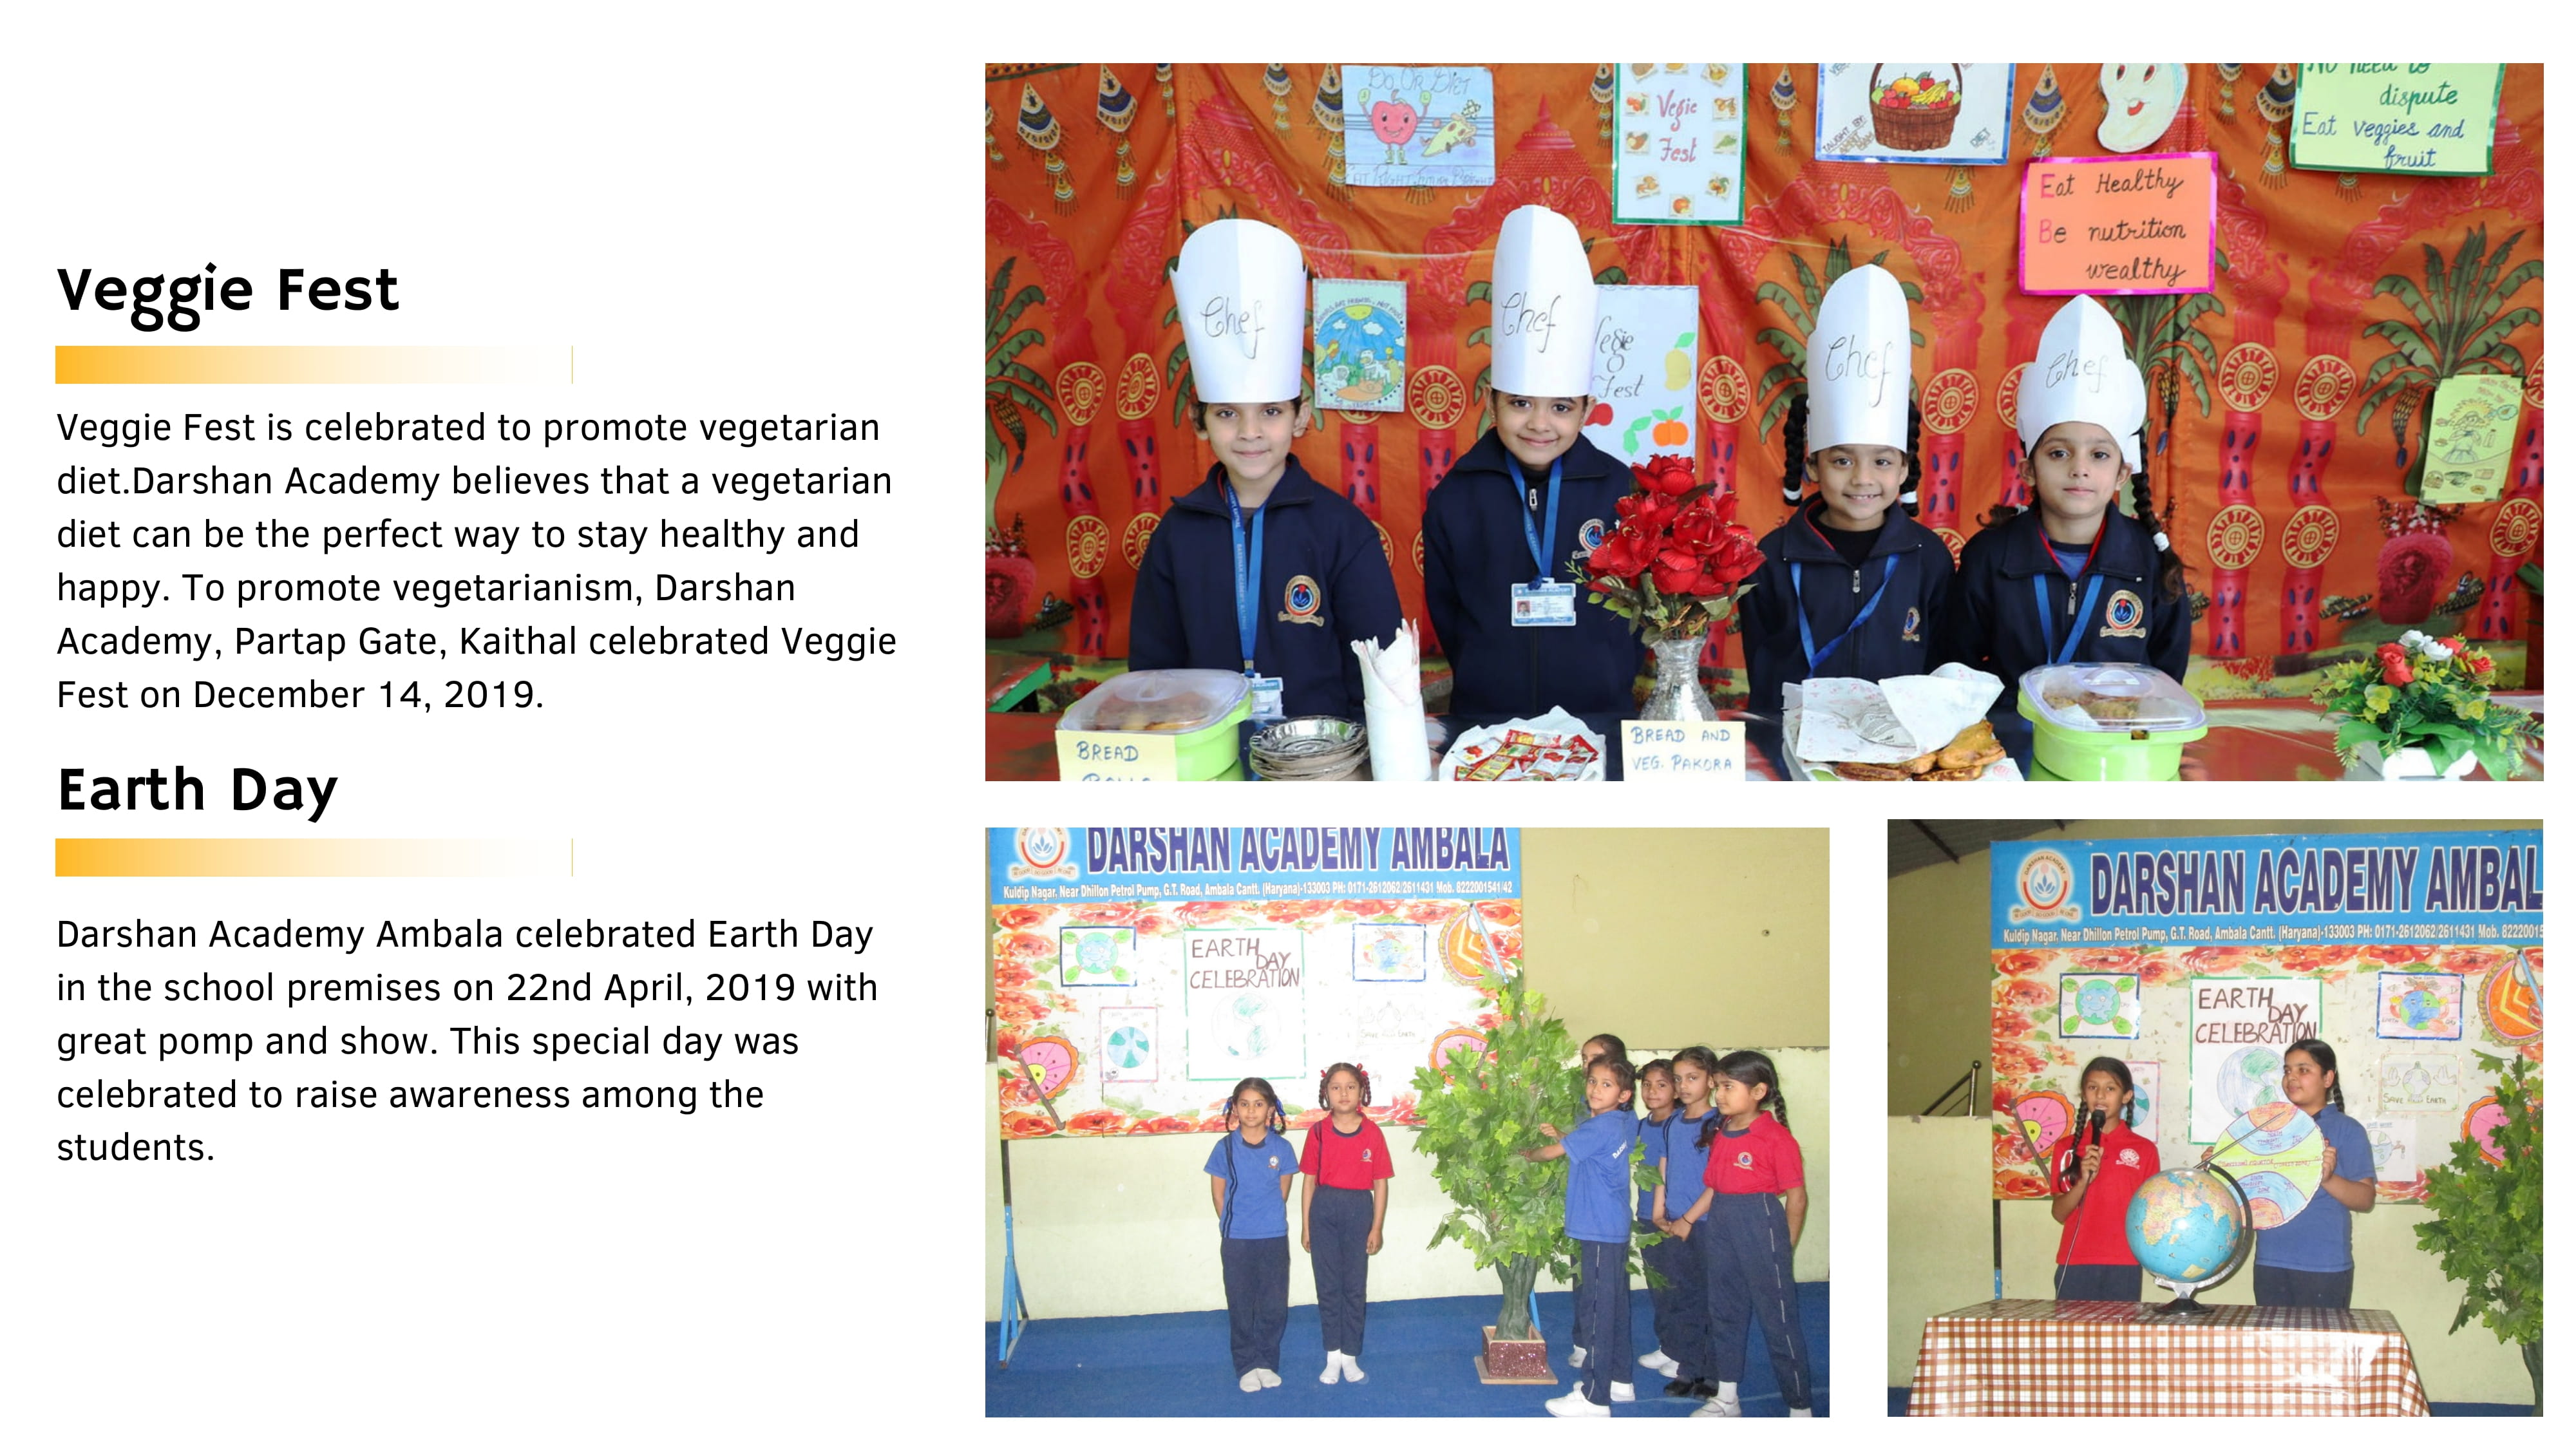 Veggie Fest
Veggie Fest is celebrated to promote vegetarian
diet.Darshan Academy believes that a vegetarian
diet can be the perfect way to stay healthy and
happy. To promote vegetarianism, Darshan
Academy, Partap Gate, Kaithal celebrated Veggie
Fest on December 14, 2019.
Earth Day
Darshan Academy Ambala celebrated Earth Day
in the school premises on 22nd April, 2019 with
great pomp and show. This special day was
celebrated to raise awareness among the
students.
DO OR DIET
Vegie
Fest
No need to
dispute
Eat veggies and
fruit
Eat Healthy
Be nutrition
wealthy
Chef
Chef
Chef
Chef
Fest
BREAD
BREAD AND
VEG. PAKORA
DARSHAN ACADEMY AMBALA
Kuldip Nagar, Near Dhillon Petrol Pump, G.T. Road, Ambala Cantt. (Haryana)-133003 PH: 0171-2612062/2611431 Mob. 8222001541/42
EARTH
DAY
CELEBRATION
DARSHAN ACADEMY AMBAL
Kuldip Nagar, Near Dhillon Petrol Pump, G.T. Road, Ambala Cantt. (Haryana)-133003 PH: 0171-2612062/2611431 Mob. 82220015
EARTH
DAY
CELEBRATION